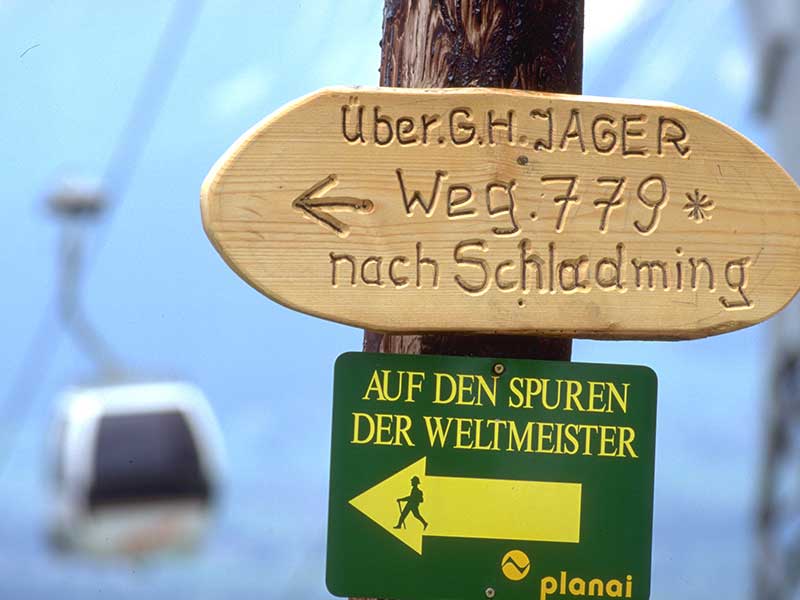 Über.G.H.JAGER
← Weg.779*
nach Schladming
AUF DEN SPUREN
DER WELTMEISTER
planai